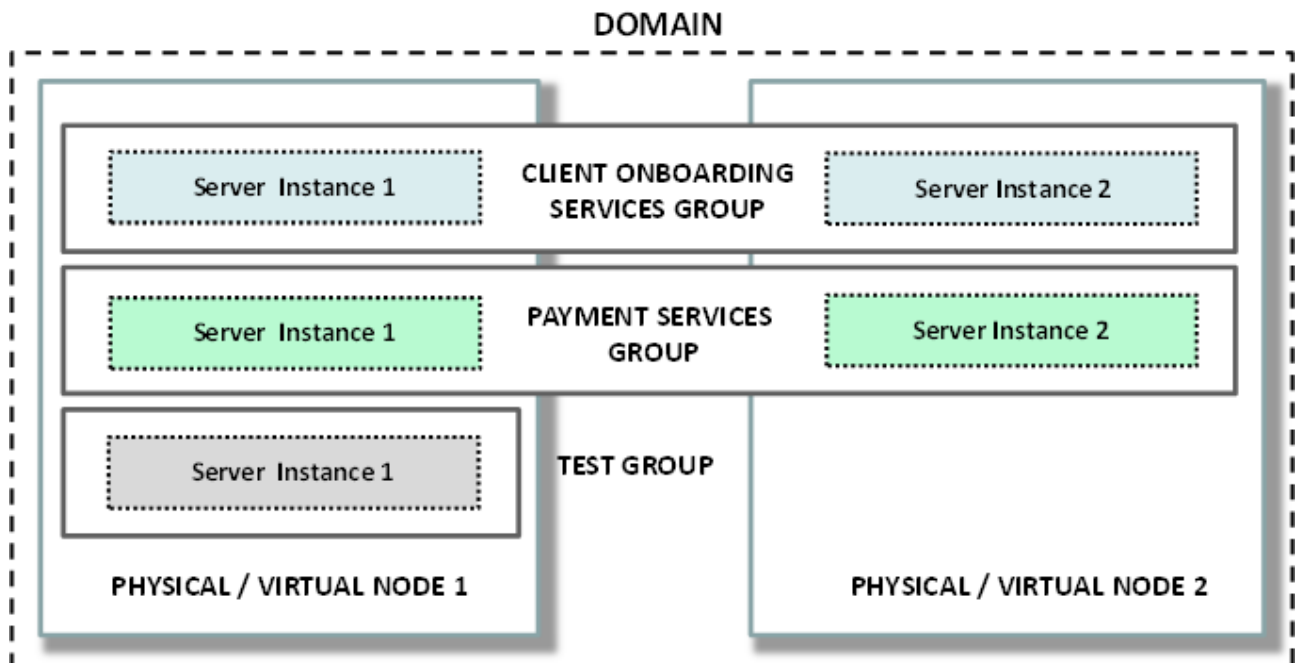 DOMAIN
Server Instance 1
CLIENT ONBOARDING
SERVICES GROUP
Server Instance 2
Server Instance 1
PAYMENT SERVICES
GROUP
Server Instance 2
Server Instance 1
TEST GROUP
PHYSICAL / VIRTUAL NODE 1
PHYSICAL / VIRTUAL NODE 2